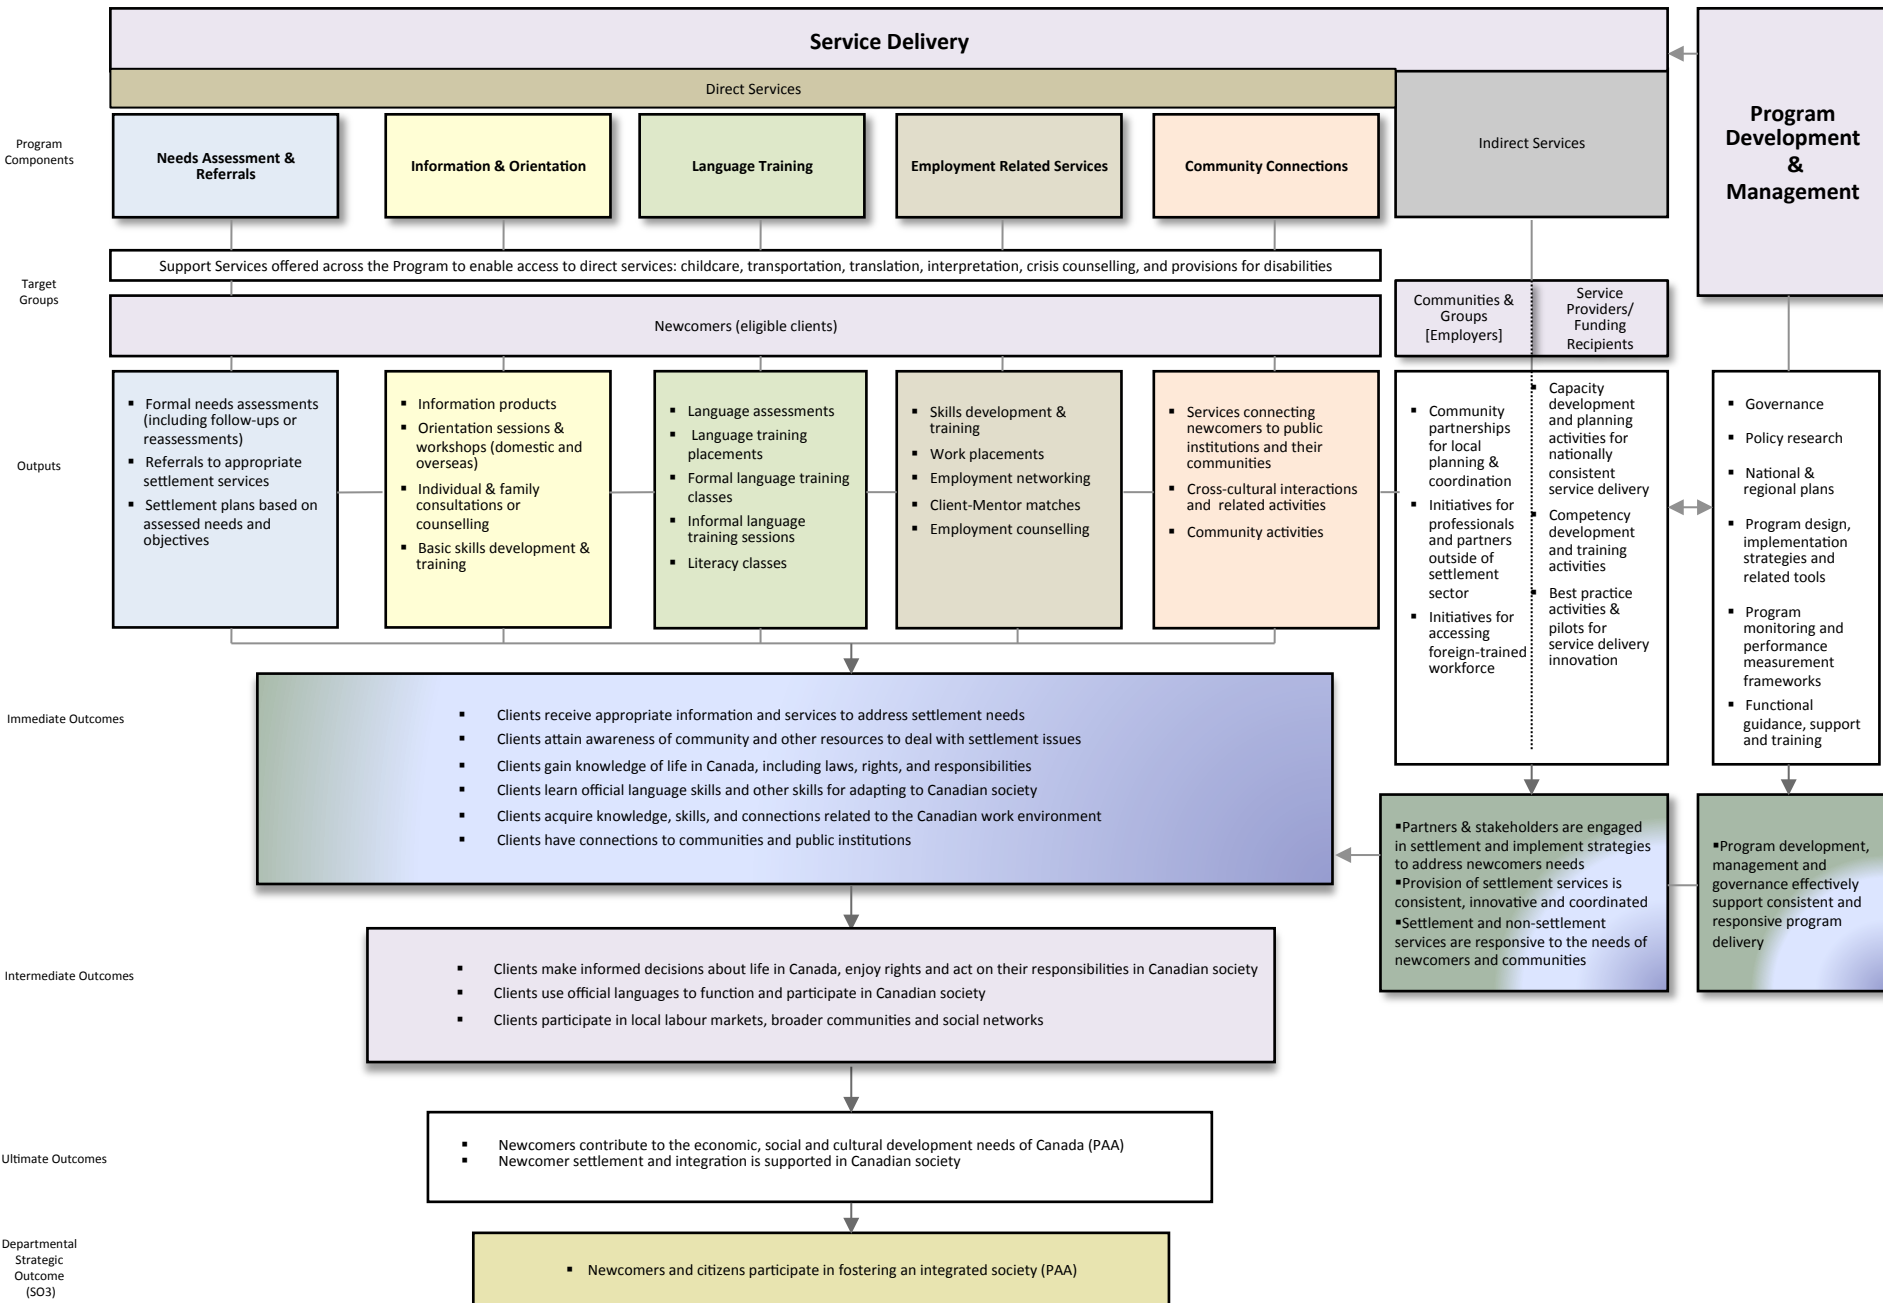 Service Delivery
Direct Services
Program
Components
Needs Assessment &
Referrals
Information & Orientation
Language Training
Employment Related Services
Community Connections
Indirect Services
Program
Development
&
Management
Support Services offered across the Program to enable access to direct services: childcare, transportation, translation, interpretation, crisis counselling, and provisions for disabilities
Target
Groups
Newcomers (eligible clients)
Communities &
Groups
[Employers]
Service
Providers/
Funding
Recipients
Outputs
▪ Formal needs assessments
(including follow-ups or
reassessments)
▪ Referrals to appropriate
settlement services
▪ Settlement plans based on
assessed needs and
objectives
▪ Information products
▪ Orientation sessions &
workshops (domestic and
overseas)
▪ Individual & family
consultations or
counselling
▪ Basic skills development &
training
▪ Language assessments
▪ Language training
placements
▪ Formal language training
classes
▪ Informal language
training sessions
▪ Literacy classes
▪ Skills development &
training
▪ Work placements
▪ Employment networking
▪ Client-Mentor matches
▪ Employment counselling
▪ Services connecting
newcomers to public
institutions and their
communities
▪ Cross-cultural interactions
and related activities
▪ Community activities
▪ Community
partnerships
for local
planning &
coordination
▪ Initiatives for
professionals
and partners
outside of
settlement
sector
▪ Initiatives for
accessing
foreign-trained
workforce
▪ Capacity
development
and planning
activities for
nationally
consistent
service delivery
▪ Competency
development
and training
activities
▪ Best practice
activities &
pilots for
service delivery
innovation
▪ Governance
▪ Policy research
▪ National &
regional plans
▪ Program design,
implementation
strategies and
related tools
▪ Program
monitoring and
performance
measurement
frameworks
▪ Functional
guidance, support
and training
Immediate Outcomes
▪ Clients receive appropriate information and services to address settlement needs
▪ Clients attain awareness of community and other resources to deal with settlement issues
▪ Clients gain knowledge of life in Canada, including laws, rights, and responsibilities
▪ Clients learn official language skills and other skills for adapting to Canadian society
▪ Clients acquire knowledge, skills, and connections related to the Canadian work environment
▪ Clients have connections to communities and public institutions
▪Partners & stakeholders are engaged
in settlement and implement strategies
to address newcomers needs
▪Provision of settlement services is
consistent, innovative and coordinated
▪Settlement and non-settlement
services are responsive to the needs of
newcomers and communities
▪Program development,
management and
governance effectively
support consistent and
responsive program
delivery
Intermediate Outcomes
▪ Clients make informed decisions about life in Canada, enjoy rights and act on their responsibilities in Canadian society
▪ Clients use official languages to function and participate in Canadian society
▪ Clients participate in local labour markets, broader communities and social networks
Ultimate Outcomes
▪ Newcomers contribute to the economic, social and cultural development needs of Canada (PAA)
▪ Newcomer settlement and integration is supported in Canadian society
Departmental
Strategic
Outcome
(SO3)
▪ Newcomers and citizens participate in fostering an integrated society (PAA)